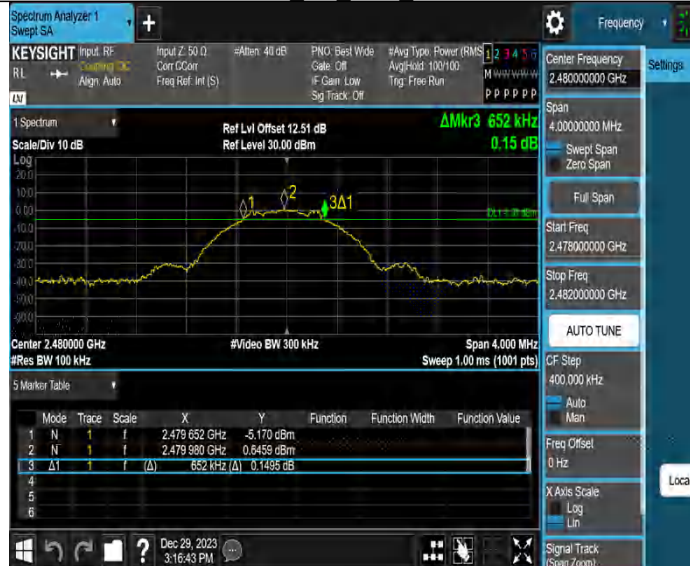 Spectrum Analyzer 1
Swept SA
Frequency
KEYSIGHT
RL
Input: RF
Coupling: DC
Align: Auto
Input Z: 50 Ω
Corr CCorr
Freq Ref: Int (S)
#Atten: 40 dB
PNO: Best Wide
Gate: Off
IF Gain: Low
Sig Track: Off
#Avg Type: Power (RMS
Avg|Hold: 100/100
Trig: Free Run
1 2 3 4 5 6
M W W W W W
P P P P P P
1 Spectrum
Scale/Div 10 dB
Log
Ref Lvl Offset 12.51 dB
Ref Level 30.00 dBm
ΔMkr3 652 kHz
0.15 dB
20.0
10.0
0.00
-10.0
-20.0
-30.0
-40.0
-50.0
-60.0
1
2
3Δ1
Center 2.480000 GHz
#Res BW 100 kHz
#Video BW 300 kHz
Span 4.000 MHz
Sweep 1.00 ms (1001 pts)
5 Marker Table
Mode Trace Scale X Y Function Function Width Function Value
1 N 1 f 2.479 652 GHz -5.170 dBm
2 N 1 f 2.479 980 GHz 0.6459 dBm
3 Δ1 1 f (Δ) 652 kHz (Δ) 0.1495 dB
4
5
6
Dec 29, 2023
3:16:43 PM
Center Frequency
2.480000000 GHz
Settings
Span
4.00000000 MHz
Swept Span
Zero Span
Full Span
Start Freq
2.478000000 GHz
Stop Freq
2.482000000 GHz
AUTO TUNE
CF Step
400.000 kHz
Auto
Man
Freq Offset
0 Hz
X Axis Scale
Log
Lin
Loca
Signal Track
(Span Zoom)